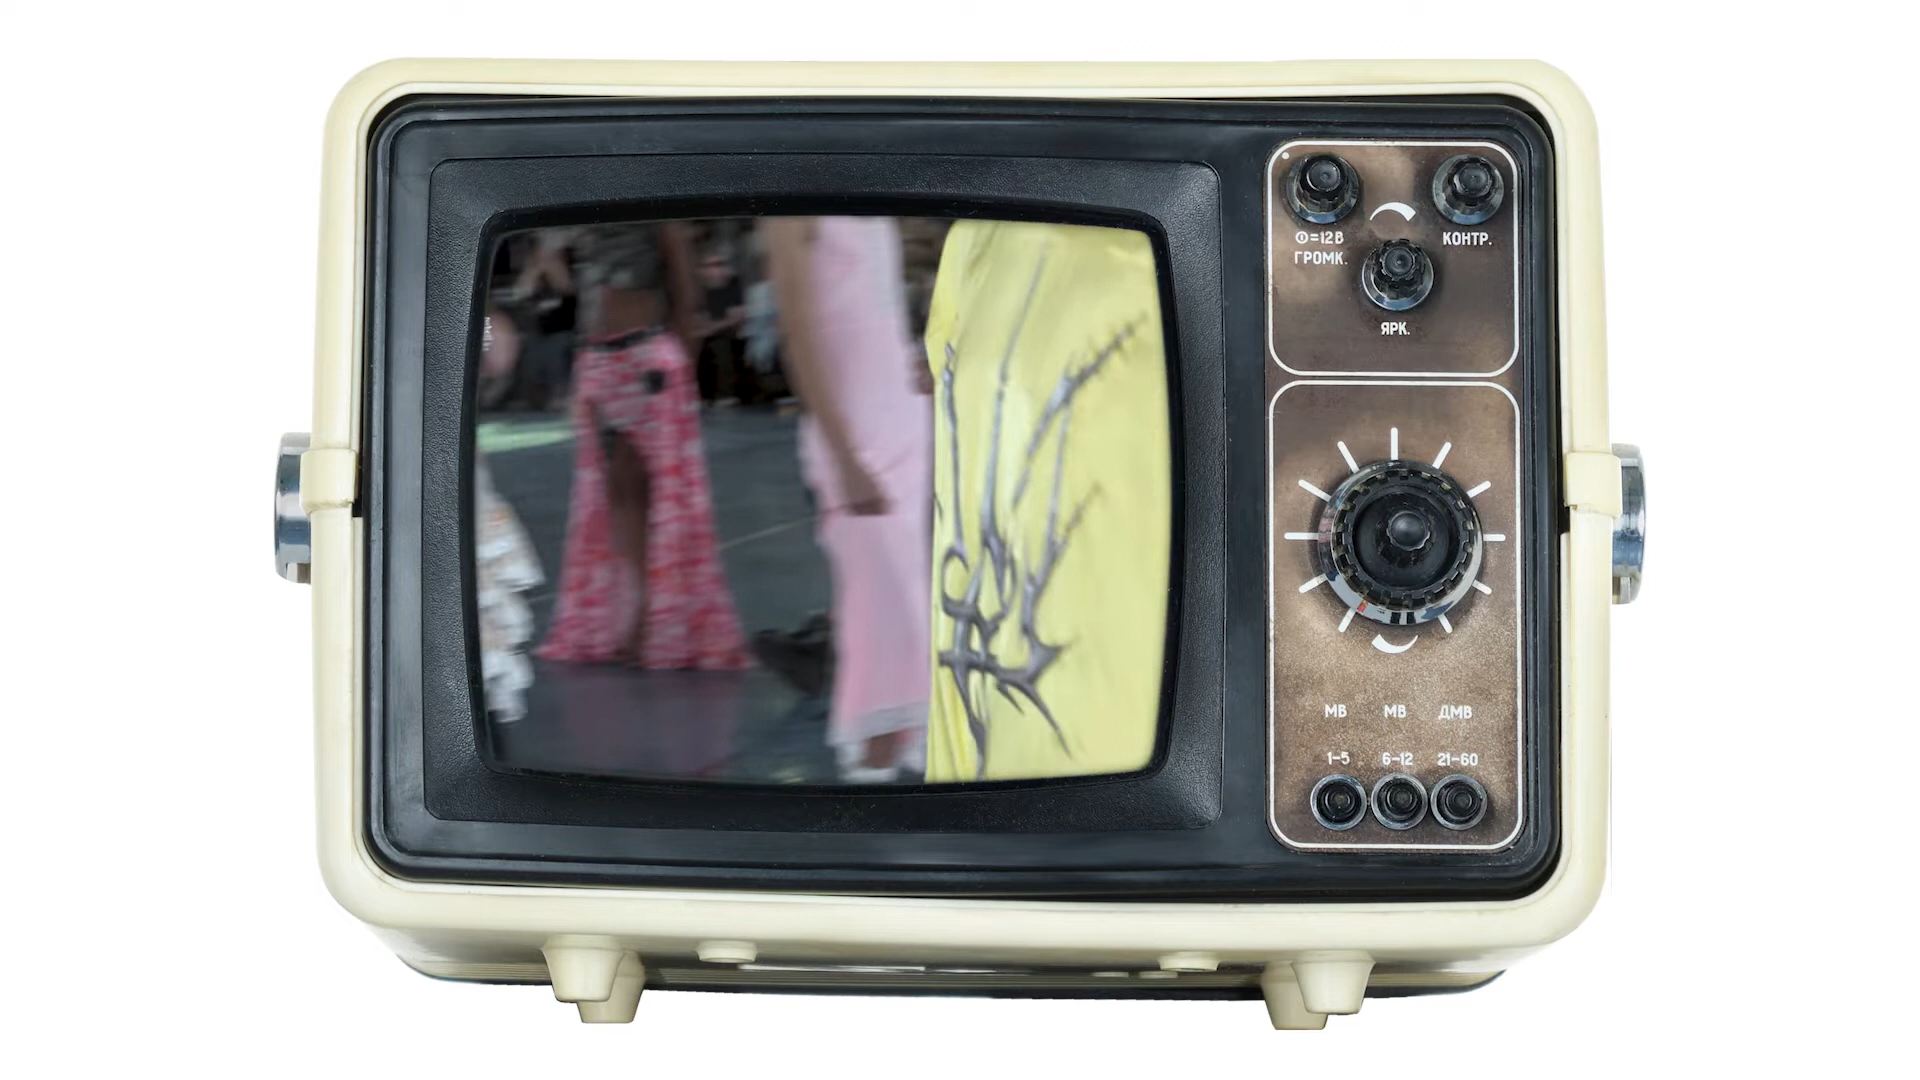 ⏼=12В
ГРОМК.
КОНТР.
ЯРК.
МВ МВ ДМВ
1-5 6-12 21-60